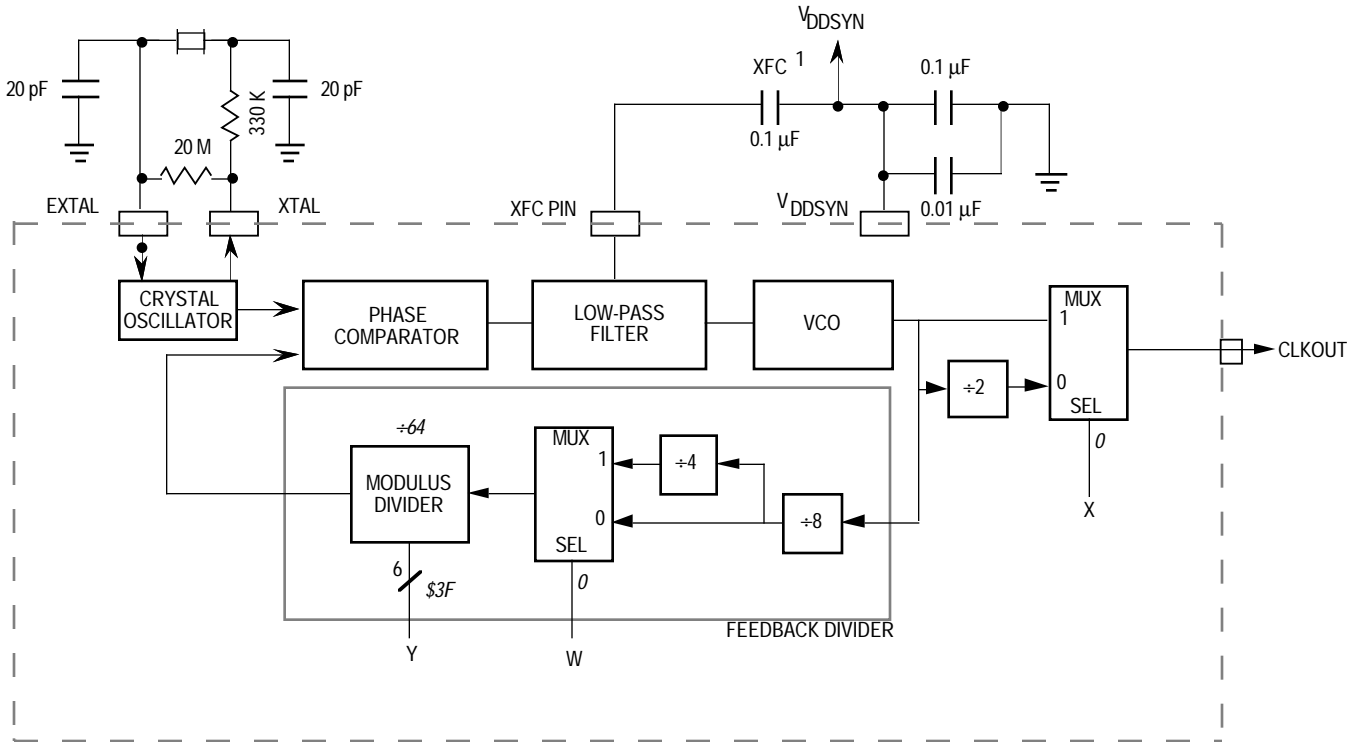 V
DDSYN
XFC 1
0.1 µF
20 pF
20 pF
330 K
20 M
0.1 µF
0.01 µF
EXTAL
XTAL
XFC PIN
V
DDSYN
CRYSTAL
OSCILLATOR
PHASE
COMPARATOR
LOW-PASS
FILTER
VCO
MUX
1
0
SEL
0
X
CLKOUT
÷2
÷64
MODULUS
DIVIDER
6
$3F
Y
MUX
1
0
SEL
0
W
÷4
÷8
FEEDBACK DIVIDER